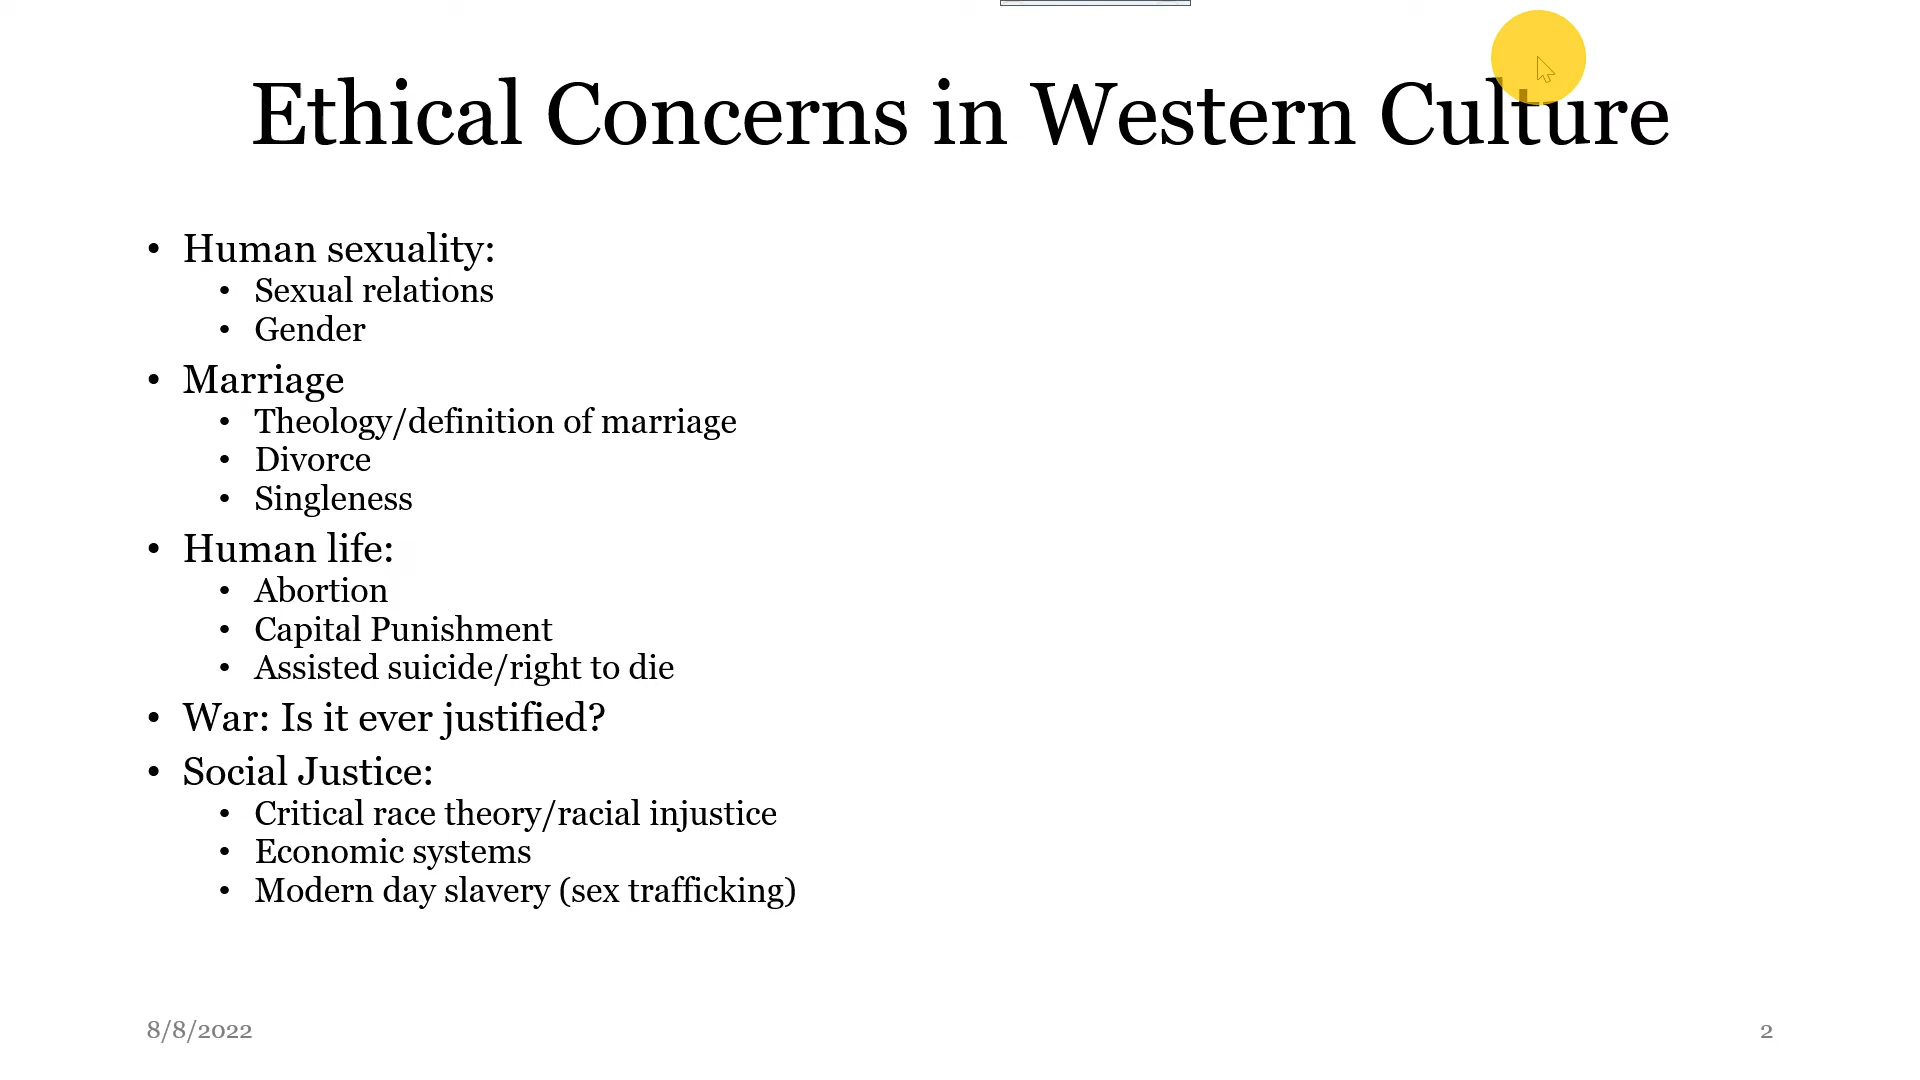 Ethical Concerns in Western Culture
• Human sexuality:
• Sexual relations
• Gender
• Marriage
• Theology/definition of marriage
• Divorce
• Singleness
• Human life:
• Abortion
• Capital Punishment
• Assisted suicide/right to die
• War: Is it ever justified?
• Social Justice:
• Critical race theory/racial injustice
• Economic systems
• Modern day slavery (sex trafficking)
8/8/2022
2